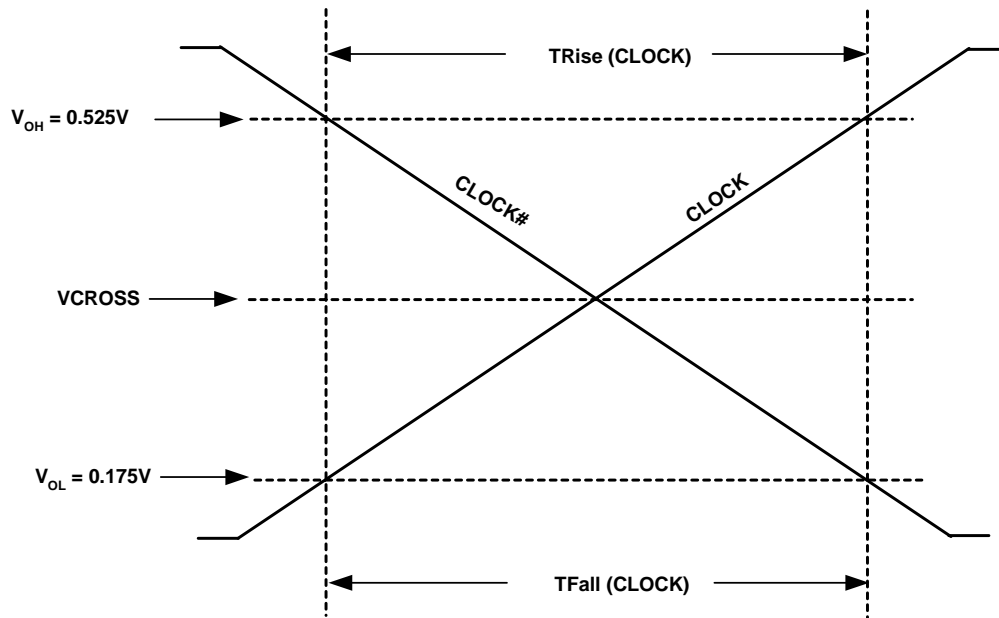 TRise (CLOCK)
VOH = 0.525V
CLOCK#
CLOCK
VCROSS
VOL = 0.175V
TFall (CLOCK)